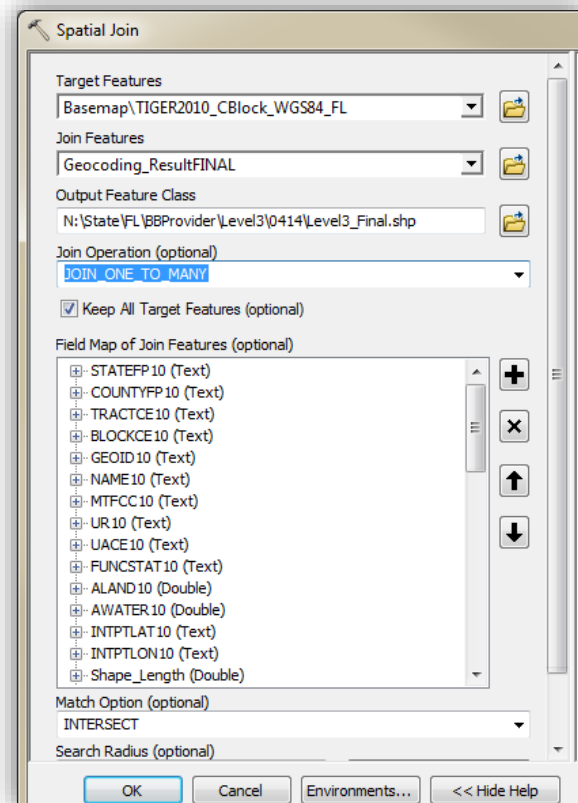 Spatial Join
Target Features
Basemap\TIGER2010_CBlock_WGS84_FL
Join Features
Geocoding_ResultFINAL
Output Feature Class
N:\State\FL\BBProvider\Level3\0414\Level3_Final.shp
Join Operation (optional)
JOIN_ONE_TO_MANY
Keep All Target Features (optional)
Field Map of Join Features (optional)
STATEFP10 (Text)
COUNTYFP10 (Text)
TRACTCE10 (Text)
BLOCKCE10 (Text)
GEOID10 (Text)
NAME10 (Text)
MTFCC10 (Text)
UR10 (Text)
UACE10 (Text)
FUNCSTAT10 (Text)
ALAND10 (Double)
AWATER10 (Double)
INTPTLAT10 (Text)
INTPTLON10 (Text)
Shape_Length (Double)
Match Option (optional)
INTERSECT
Search Radius (optional)
OK Cancel Environments... << Hide Help